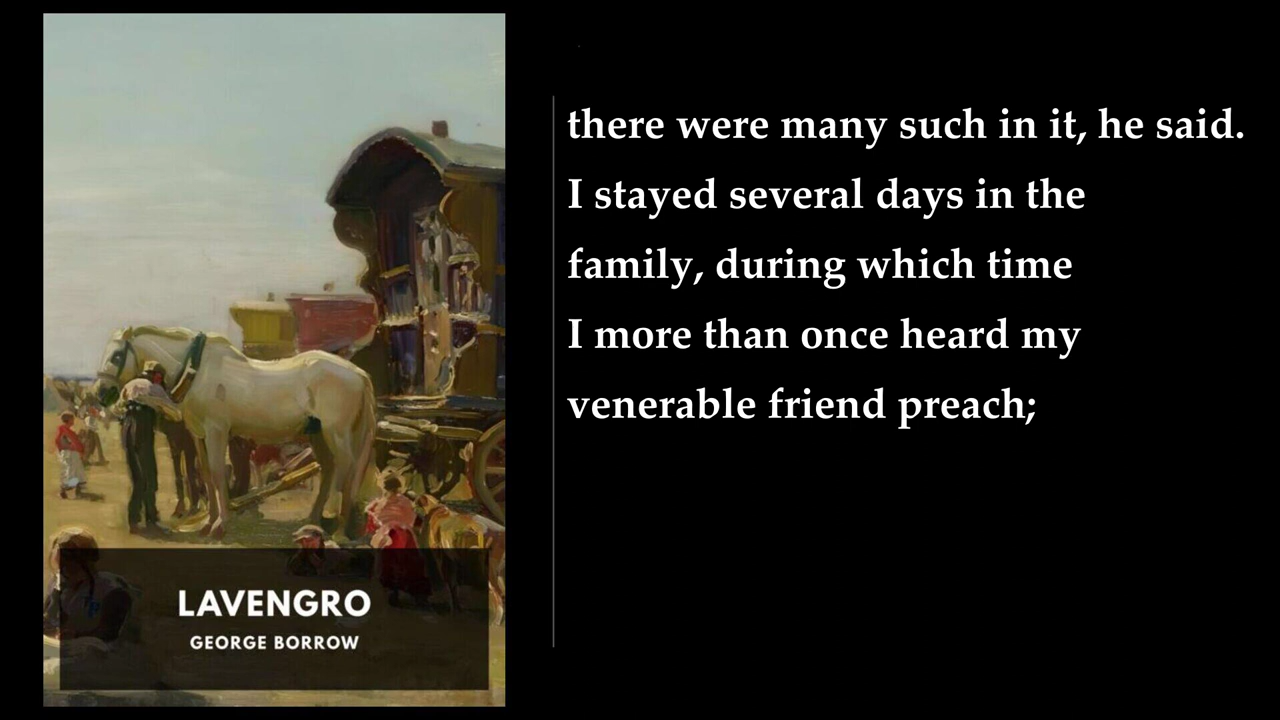 LAVENGRO
GEORGE BORROW
there were many such in it, he said.
I stayed several days in the
family, during which time
I more than once heard my
venerable friend preach;